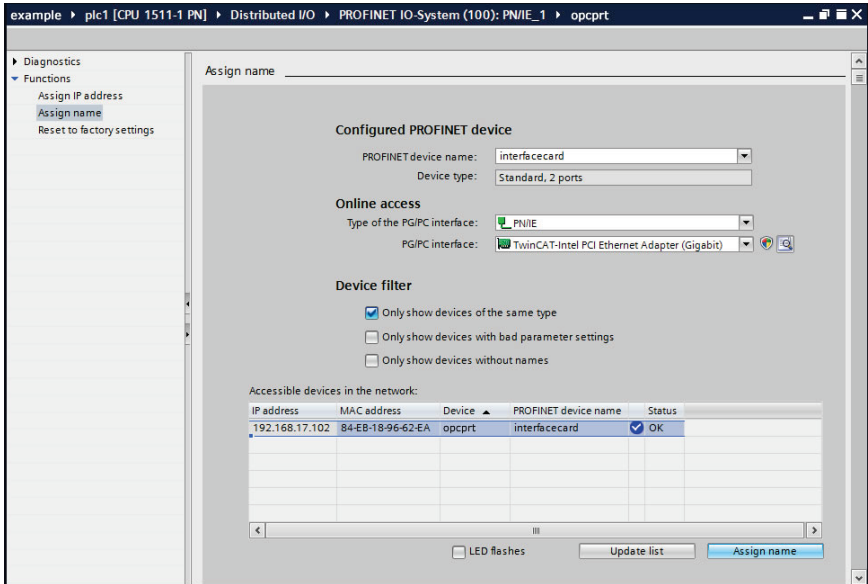 example ▸ plc1 [CPU 1511-1 PN] ▸ Distributed I/O ▸ PROFINET IO-System (100): PN/IE_1 ▸ opcprt
Diagnostics
Functions
Assign IP address
Assign name
Reset to factory settings
Assign name
Configured PROFINET device
PROFINET device name: interfacecard
Device type: Standard, 2 ports
Online access
Type of the PG/PC interface: PN/IE
PG/PC interface: TwinCAT-Intel PCI Ethernet Adapter (Gigabit)
Device filter
Only show devices of the same type
Only show devices with bad parameter settings
Only show devices without names
Accessible devices in the network:
IP address MAC address Device PROFINET device name Status
192.168.17.102 84-EB-18-96-62-EA opcprt interfacecard OK
LED flashes Update list Assign name